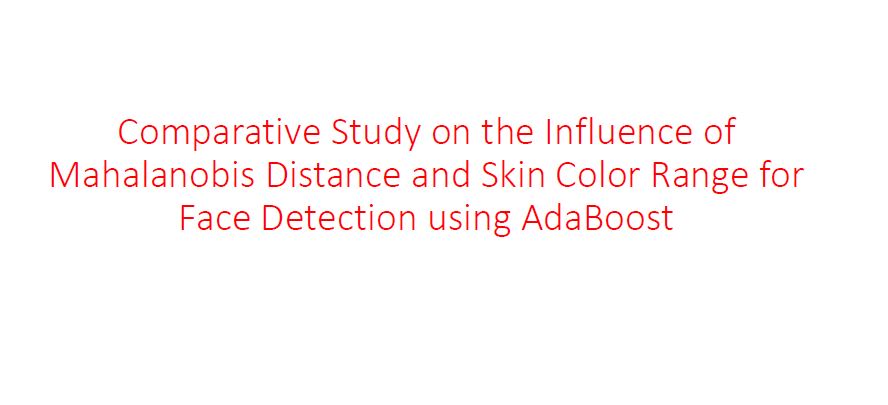 Comparative Study on the Influence of
Mahalanobis Distance and Skin Color Range for
Face Detection using AdaBoost